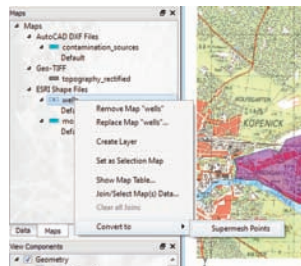 Maps
Maps
AutoCAD DXF Files
contamination_sources
Default
Geo-TIFF
topography_rectified
ESRI Shape Files
Remove Map "wells"
Replace Map "wells"...
Create Layer
Set as Selection Map
Show Map Table...
Join/Select Map(s) Data...
Clear all Joins
Convert to
Supermesh Points
Data
Maps
View Components
Geometry
KÖPENICK